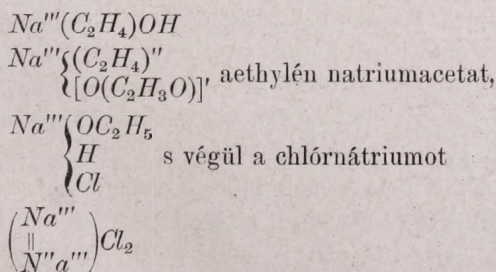 Na'''(C₂H₄)OH
Na'''{(C₂H₄)''
{[O(C₂H₃O)]' aethylén natriumacetat,
Na'''{OC₂H₅
{H s végül a chlórnátriumot
{Cl
(Na'''
||
N''a''')Cl₂